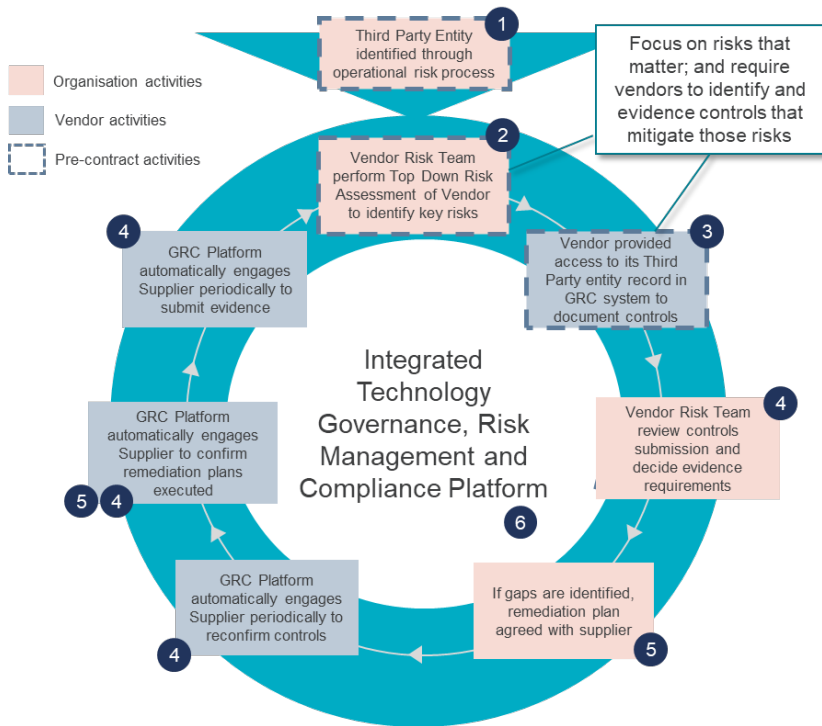 1
Third Party Entity
identified through
operational risk process
Focus on risks that
matter; and require
vendors to identify and
evidence controls that
mitigate those risks
Organisation activities
Vendor activities
Pre-contract activities
2
Vendor Risk Team
perform Top Down Risk
Assessment of Vendor
to identify key risks
3
Vendor provided
access to its Third
Party entity record in
GRC system to
document controls
4
Vendor Risk Team
review controls
submission and
decide evidence
requirements
If gaps are identified,
remediation plan
agreed with supplier
5
GRC Platform
automatically engages
Supplier periodically to
reconfirm controls
4
GRC Platform
automatically engages
Supplier to confirm
remediation plans
executed
5 4
4
GRC Platform
automatically engages
Supplier periodically to
submit evidence
Integrated
Technology
Governance, Risk
Management and
Compliance Platform
6